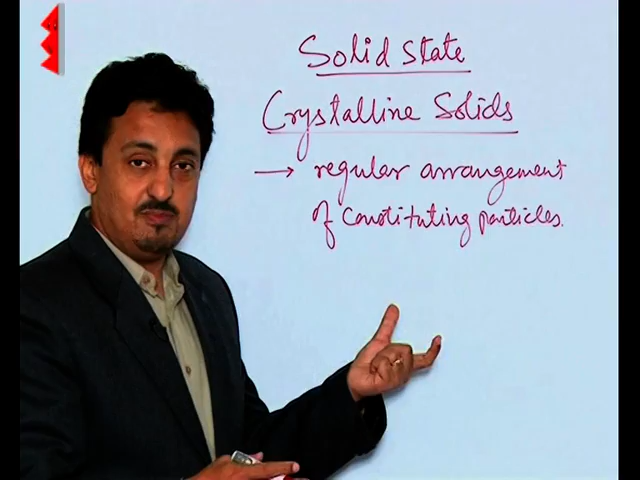 Solid State
Crystalline Solids
→ regular arrangement
of Constituting particles.